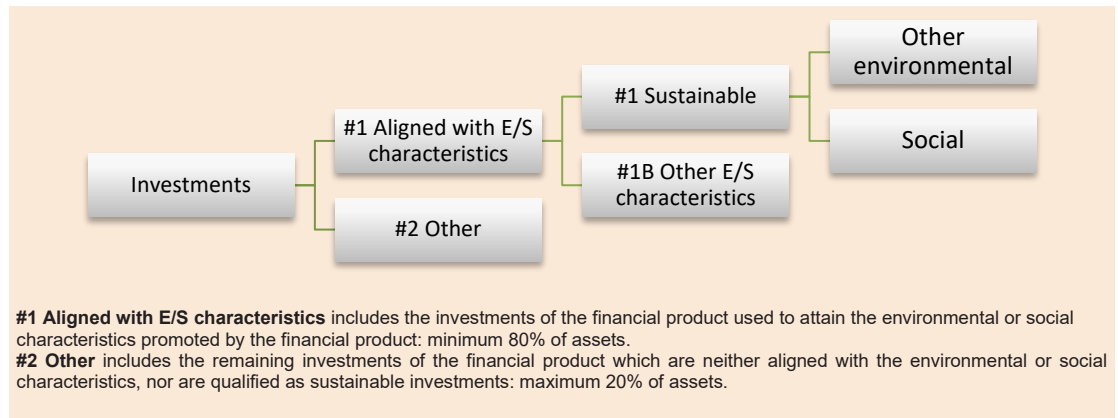 Other
environmental
#1 Sustainable
#1 Aligned with E/S
characteristics
Social
Investments
#1B Other E/S
characteristics
#2 Other
#1 Aligned with E/S characteristics includes the investments of the financial product used to attain the environmental or social
characteristics promoted by the financial product: minimum 80% of assets.
#2 Other includes the remaining investments of the financial product which are neither aligned with the environmental or social
characteristics, nor are qualified as sustainable investments: maximum 20% of assets.